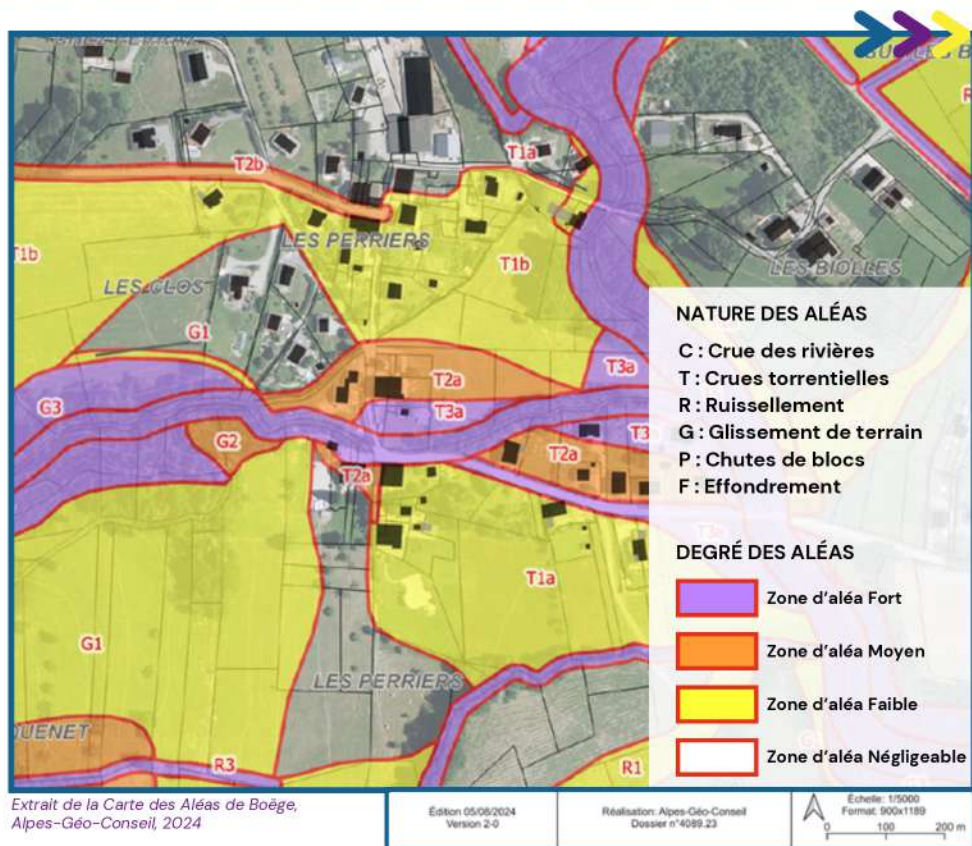 T2b
T1a
R
LES PERRIERS
T1b
T1b
LES CLOS
LES BIOLLES
G1
T2a
T3a
G3
T3a
G2
T2a
T3
T2a
T1a
G1
LES PERRIERS
R3
R1
NATURE DES ALÉAS
C : Crue des rivières
T : Crues torrentielles
R : Ruissellement
G : Glissement de terrain
P : Chutes de blocs
F : Effondrement
DEGRÉ DES ALÉAS
Zone d'aléa Fort
Zone d'aléa Moyen
Zone d'aléa Faible
Zone d'aléa Négligeable
Extrait de la Carte des Aléas de Boëge,
Alpes-Géo-Conseil, 2024
Édition 05/08/2024
Version 2-0
Réalisation: Alpes-Géo-Conseil
Dossier n°4089.23
Échelle: 1/5000
Format: 900x1189
0 100 200 m